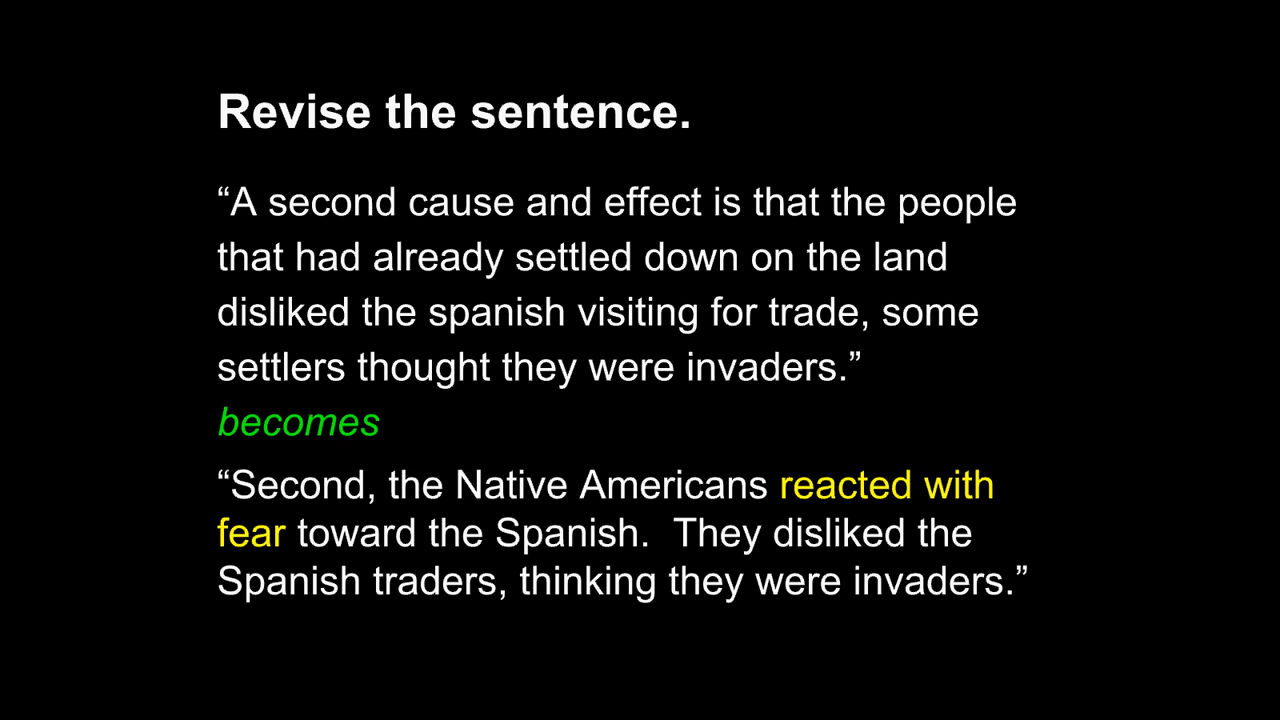 Revise the sentence.
“A second cause and effect is that the people
that had already settled down on the land
disliked the spanish visiting for trade, some
settlers thought they were invaders.”
becomes
“Second, the Native Americans reacted with
fear toward the Spanish.  They disliked the
Spanish traders, thinking they were invaders.”